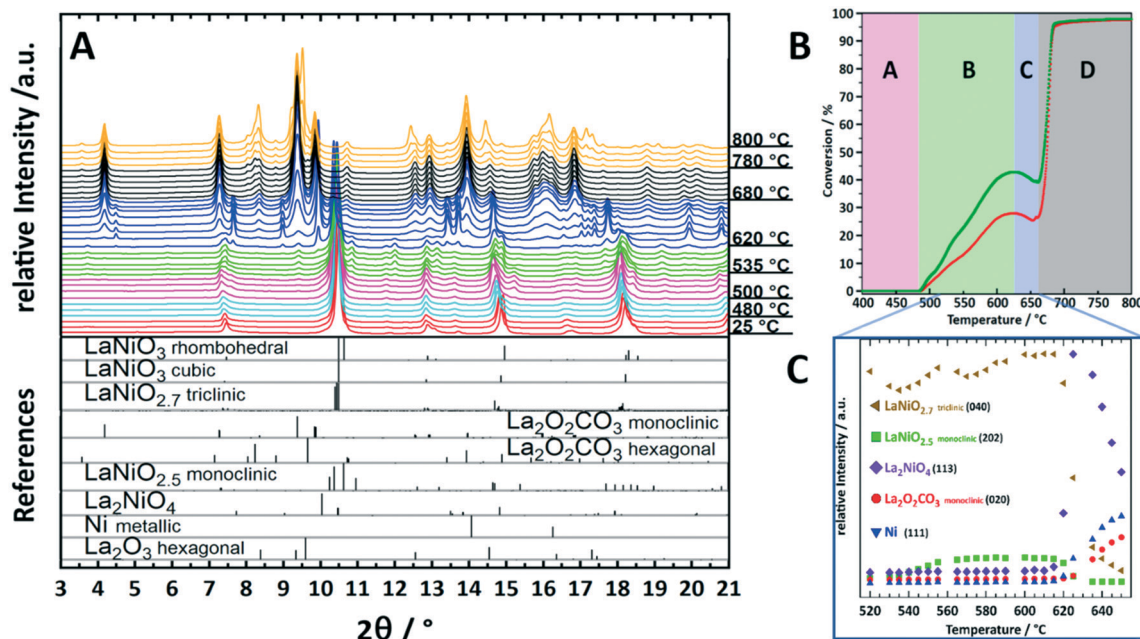 A
relative Intensity /a.u.
800 °C
780 °C
680 °C
620 °C
535 °C
500 °C
480 °C
25 °C
References
LaNiO3 rhombohedral
LaNiO3 cubic
LaNiO2.7 triclinic
La2O2CO3 monoclinic
La2O2CO3 hexagonal
LaNiO2.5 monoclinic
La2NiO4
Ni metallic
La2O3 hexagonal
3 4 5 6 7 8 9 10 11 12 13 14 15 16 17 18 19 20 21
2θ / °
B
Conversion / %
100
90
80
70
60
50
40
30
20
10
0
A B C D
400 450 500 550 600 650 700 750 800
Temperature / °C
C
relative Intensity / a.u.
LaNiO2.7 triclinic (040)
LaNiO2.5 monoclinic (202)
La2NiO4 (113)
La2O2CO3 monoclinic (020)
Ni (111)
520 540 560 580 600 620 640
Temperature / °C